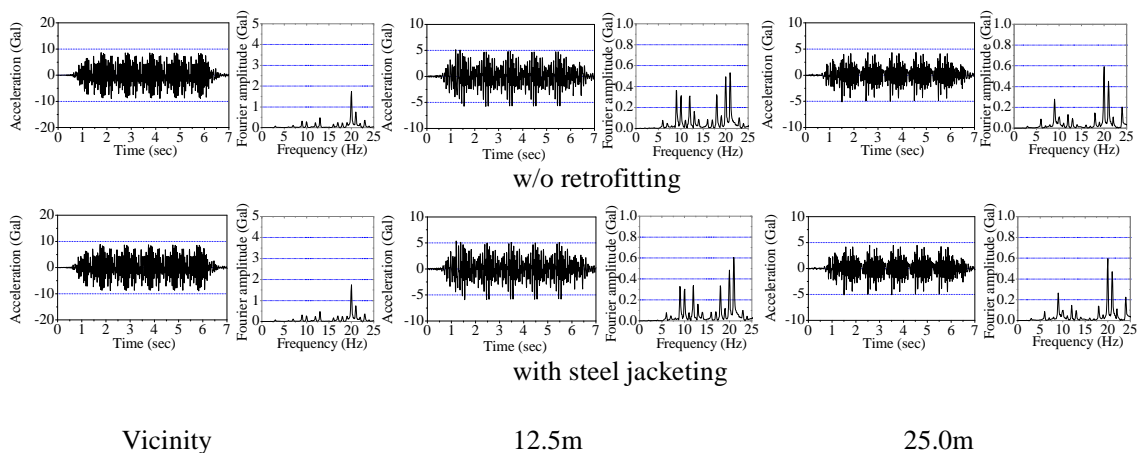 20
10
0
-10
-20
Acceleration (Gal)
0 1 2 3 4 5 6 7
Time (sec)
5
4
3
2
1
0
Fourier amplitude (Gal)
0 5 10 15 20 25
Frequency (Hz)
10
5
0
-5
-10
Acceleration (Gal)
0 1 2 3 4 5 6 7
Time (sec)
1.0
0.8
0.6
0.4
0.2
0.0
Fourier amplitude (Gal)
0 5 10 15 20 25
Frequency (Hz)
10
5
0
-5
-10
Acceleration (Gal)
0 1 2 3 4 5 6 7
Time (sec)
1.0
0.8
0.6
0.4
0.2
0.0
Fourier amplitude (Gal)
0 5 10 15 20 25
Frequency (Hz)
w/o retrofitting
20
10
0
-10
-20
Acceleration (Gal)
0 1 2 3 4 5 6 7
Time (sec)
5
4
3
2
1
0
Fourier amplitude (Gal)
0 5 10 15 20 25
Frequency (Hz)
10
5
0
-5
-10
Acceleration (Gal)
0 1 2 3 4 5 6 7
Time (sec)
1.0
0.8
0.6
0.4
0.2
0.0
Fourier amplitude (Gal)
0 5 10 15 20 25
Frequency (Hz)
10
5
0
-5
-10
Acceleration (Gal)
0 1 2 3 4 5 6 7
Time (sec)
1.0
0.8
0.6
0.4
0.2
0.0
Fourier amplitude (Gal)
0 5 10 15 20 25
Frequency (Hz)
with steel jacketing
Vicinity 12.5m 25.0m